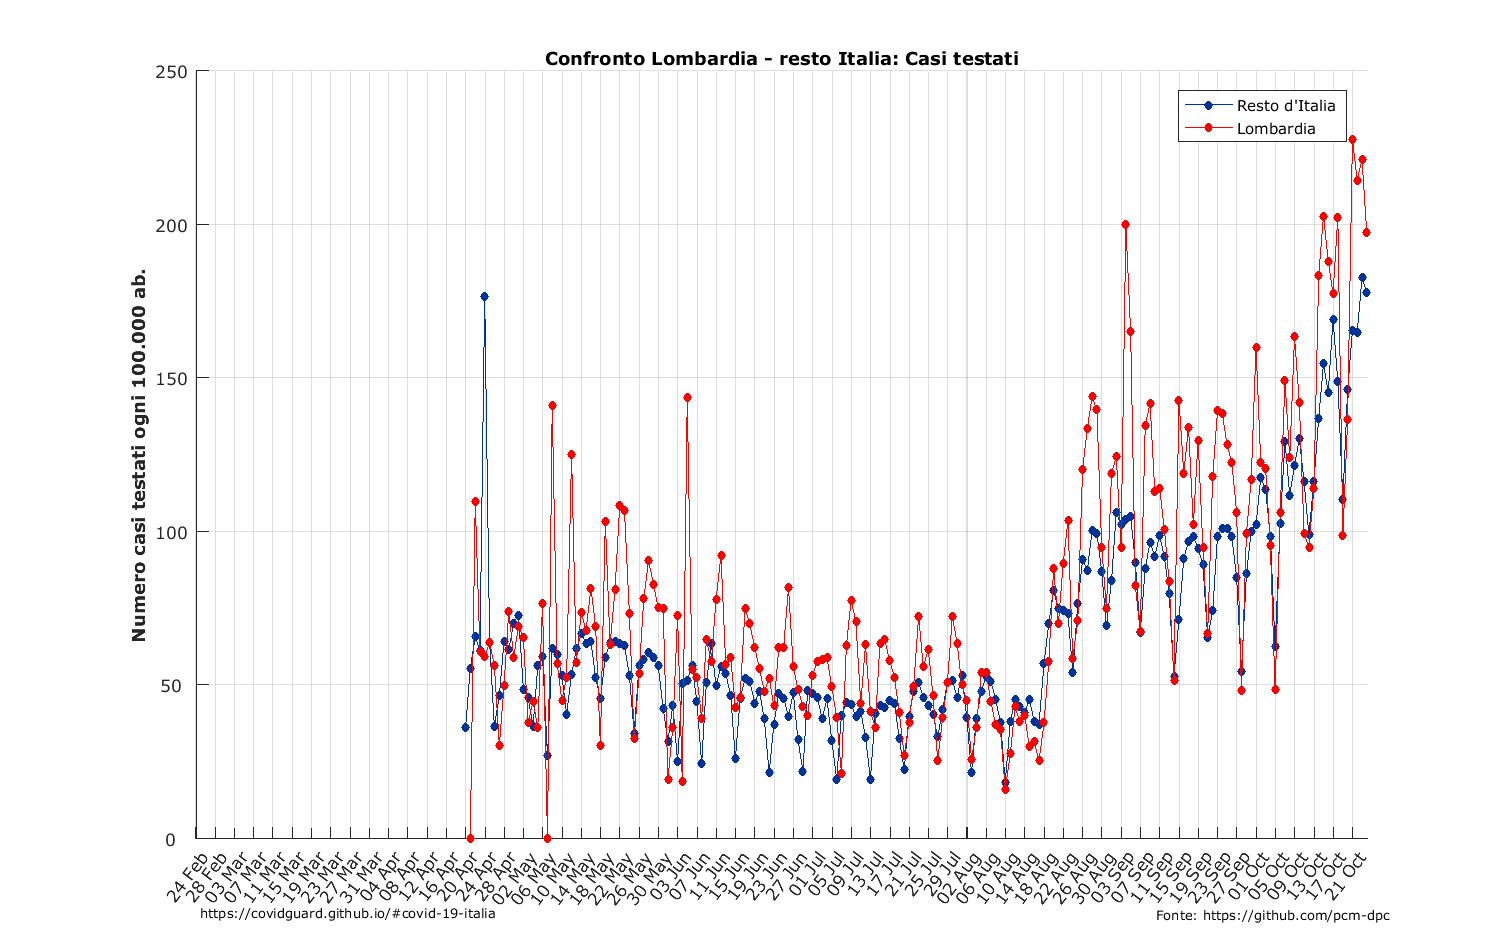 Confronto Lombardia - resto Italia: Casi testati
Resto d'Italia
Lombardia
Numero casi testati ogni 100.000 ab.
250
200
150
100
50
0
24 Feb
28 Feb
03 Mar
07 Mar
11 Mar
15 Mar
19 Mar
23 Mar
27 Mar
31 Mar
04 Apr
08 Apr
12 Apr
16 Apr
20 Apr
24 Apr
28 Apr
02 May
06 May
10 May
14 May
18 May
22 May
26 May
30 May
03 Jun
07 Jun
11 Jun
15 Jun
19 Jun
23 Jun
27 Jun
01 Jul
05 Jul
09 Jul
13 Jul
17 Jul
21 Jul
25 Jul
29 Jul
02 Aug
06 Aug
10 Aug
14 Aug
18 Aug
22 Aug
26 Aug
30 Aug
03 Sep
07 Sep
11 Sep
15 Sep
19 Sep
23 Sep
27 Sep
01 Oct
05 Oct
09 Oct
13 Oct
17 Oct
21 Oct
https://covidguard.github.io/#covid-19-italia
Fonte: https://github.com/pcm-dpc